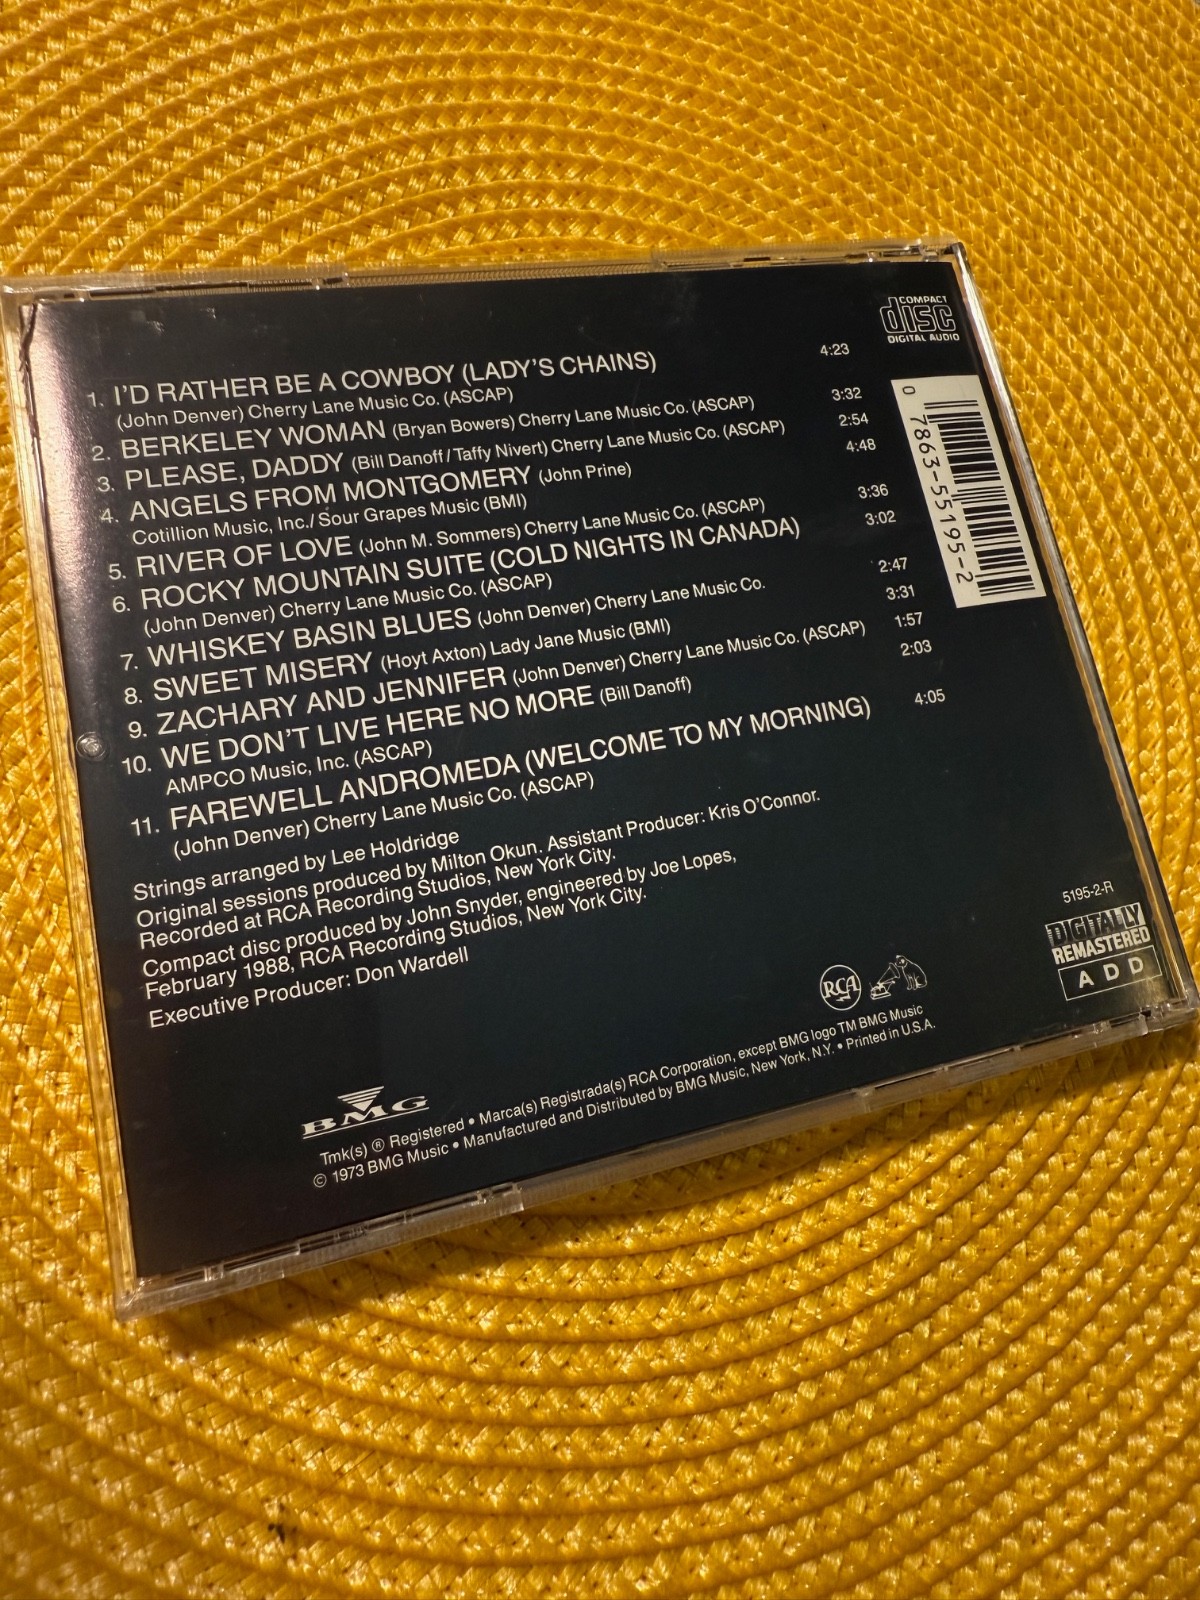 COMPACT
disc
DIGITAL AUDIO
1. I'D RATHER BE A COWBOY (LADY'S CHAINS) 4:23
(John Denver) Cherry Lane Music Co. (ASCAP)
2. BERKELEY WOMAN (Bryan Bowers) Cherry Lane Music Co. (ASCAP) 3:32
3. PLEASE, DADDY (Bill Danoff/Taffy Nivert) Cherry Lane Music Co. (ASCAP) 2:54
4. ANGELS FROM MONTGOMERY (John Prine) 4:48
Cotillion Music, Inc./Sour Grapes Music (BMI)
5. RIVER OF LOVE (John M. Sommers) Cherry Lane Music Co. (ASCAP) 3:36
6. ROCKY MOUNTAIN SUITE (COLD NIGHTS IN CANADA) 3:02
(John Denver) Cherry Lane Music Co. (ASCAP)
7. WHISKEY BASIN BLUES (John Denver) Cherry Lane Music Co. 2:47
8. SWEET MISERY (Hoyt Axton) Lady Jane Music (BMI) 3:31
9. ZACHARY AND JENNIFER (John Denver) Cherry Lane Music Co. (ASCAP) 1:57
10. WE DON'T LIVE HERE NO MORE (Bill Danoff) 2:03
AMPCO Music, Inc. (ASCAP)
11. FAREWELL ANDROMEDA (WELCOME TO MY MORNING) 4:05
(John Denver) Cherry Lane Music Co. (ASCAP)
Strings arranged by Lee Holdridge
Original sessions produced by Milton Okun. Assistant Producer: Kris O'Connor.
Recorded at RCA Recording Studios, New York City.
Compact disc produced by John Snyder, engineered by Joe Lopes,
February 1988, RCA Recording Studios, New York City.
Executive Producer: Don Wardell
0 7863-55195-2
5195-2-R
DIGITALLY
REMASTERED
ADD
RCA
BMG
Tmk(s) ® Registered • Marca(s) Registrada(s) RCA Corporation, except BMG logo TM BMG Music
© 1973 BMG Music • Manufactured and Distributed by BMG Music, New York, N.Y. • Printed in U.S.A.